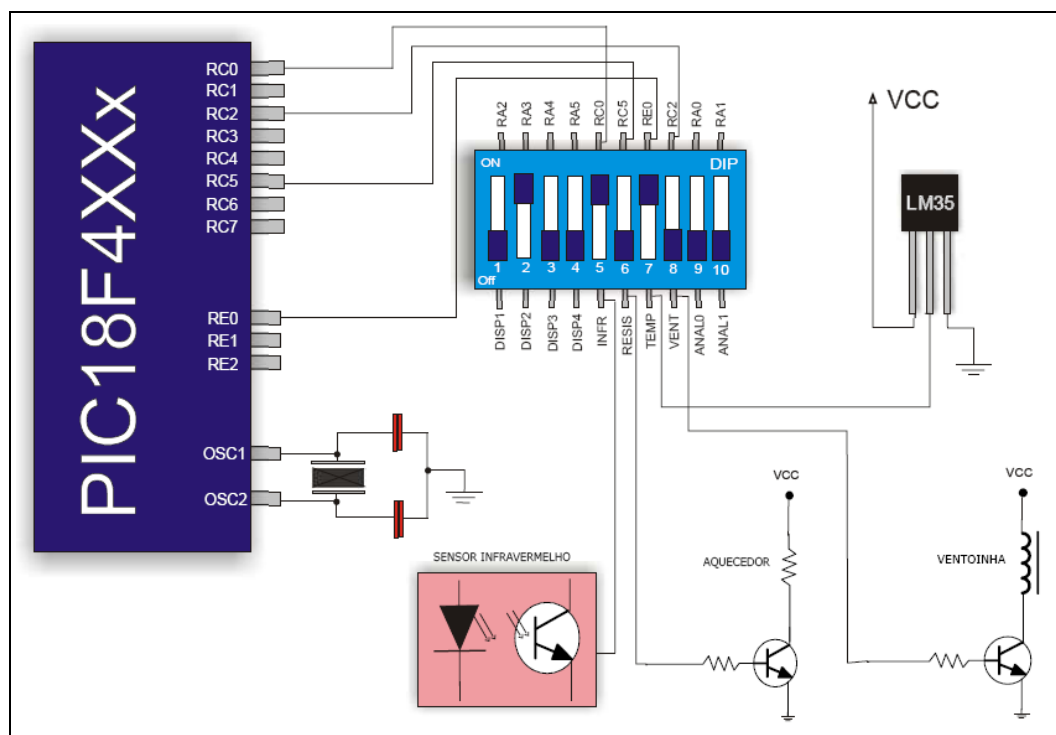 PIC18F4XXx
RC0
RC1
RC2
RC3
RC4
RC5
RC6
RC7
RE0
RE1
RE2
OSC1
OSC2
RA2 RA3 RA4 RA5 RC0 RC5 RE0 RC2 RA0 RA1
ON DIP
1 2 3 4 5 6 7 8 9 10
Off
DISP1 DISP2 DISP3 DISP4 INFR RESIS TEMP VENT ANAL0 ANAL1
VCC
LM35
SENSOR INFRAVERMELHO
VCC
AQUECEDOR
VCC
VENTOINHA